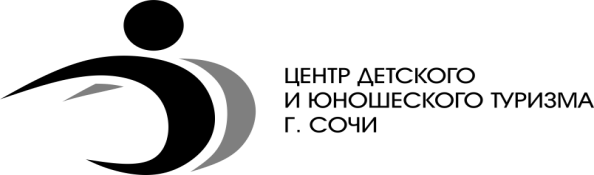 ЦЕНТР ДЕТСКОГО
И ЮНОШЕСКОГО ТУРИЗМА
Г. СОЧИ